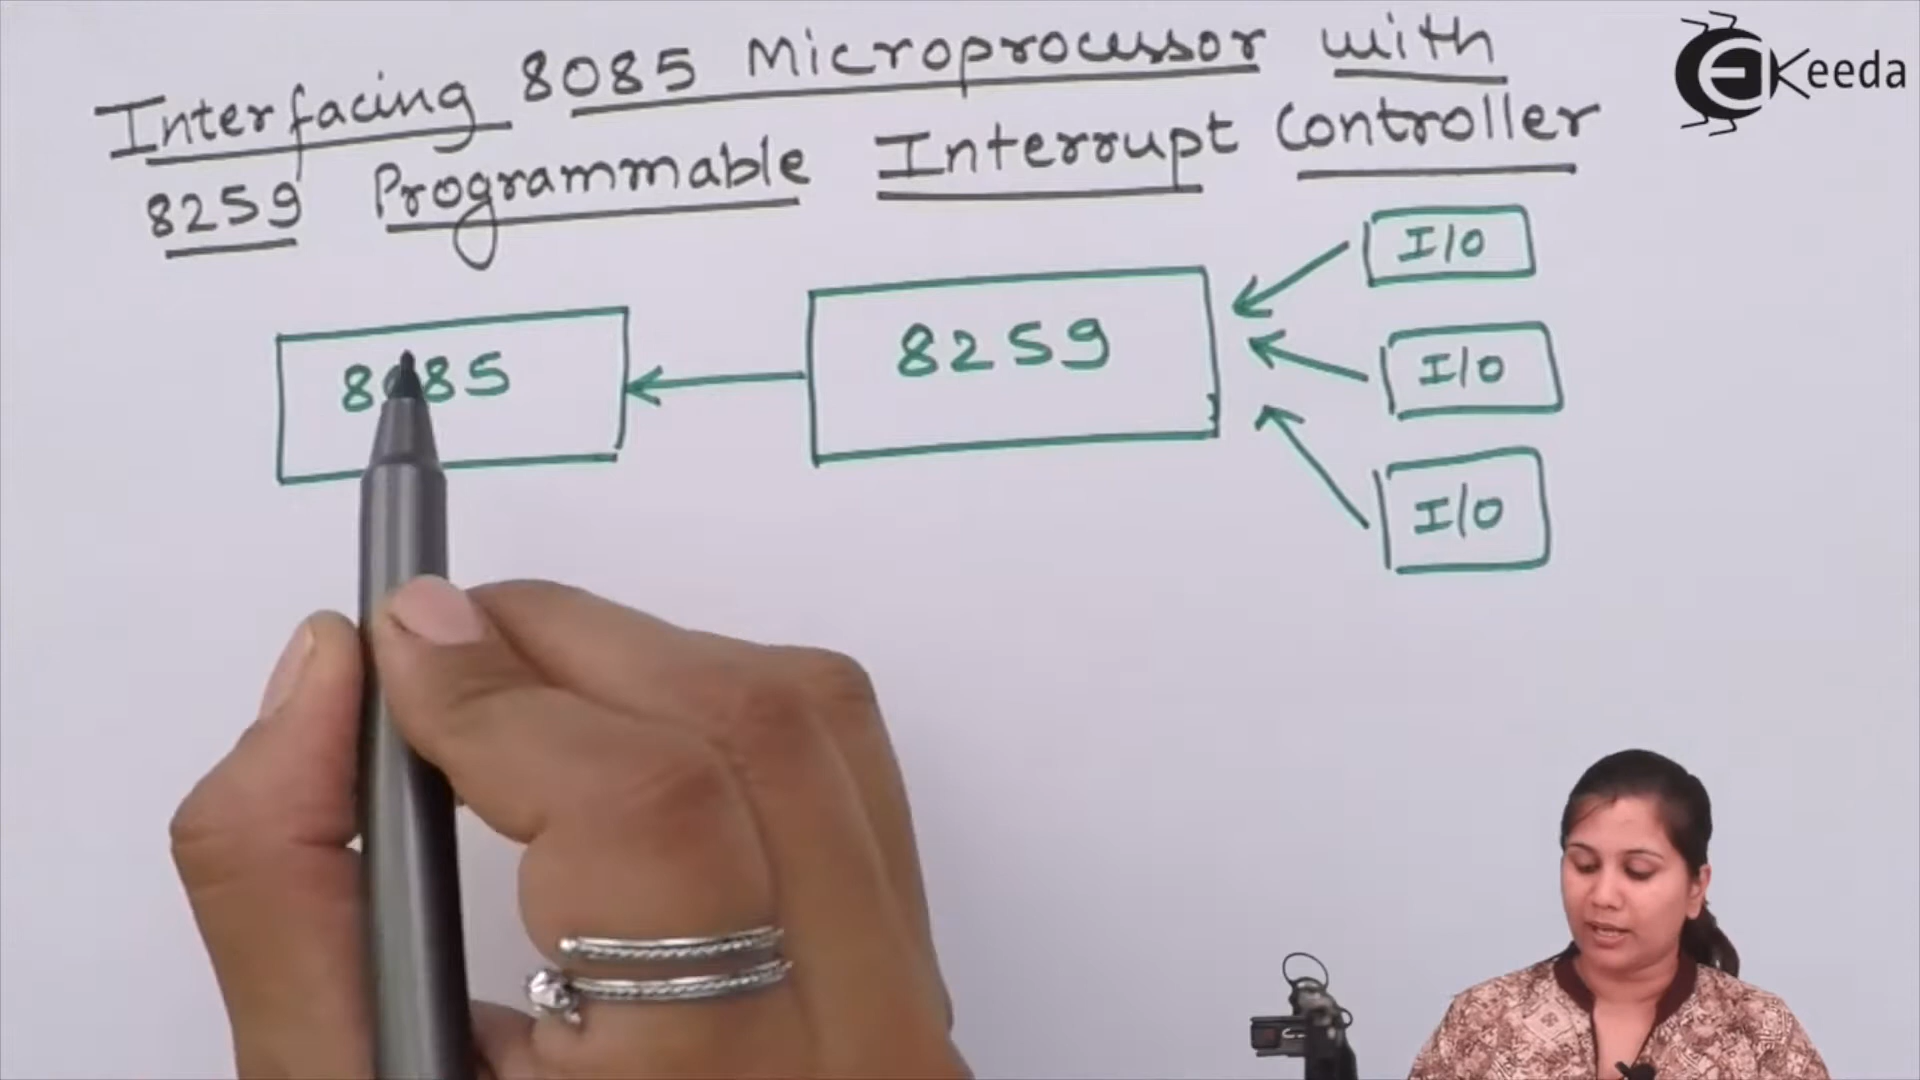 Interfacing 8085 Microprocessor with
8259 Programmable Interrupt Controller
EKeeda
I/O
8085
8259
I/O
I/O